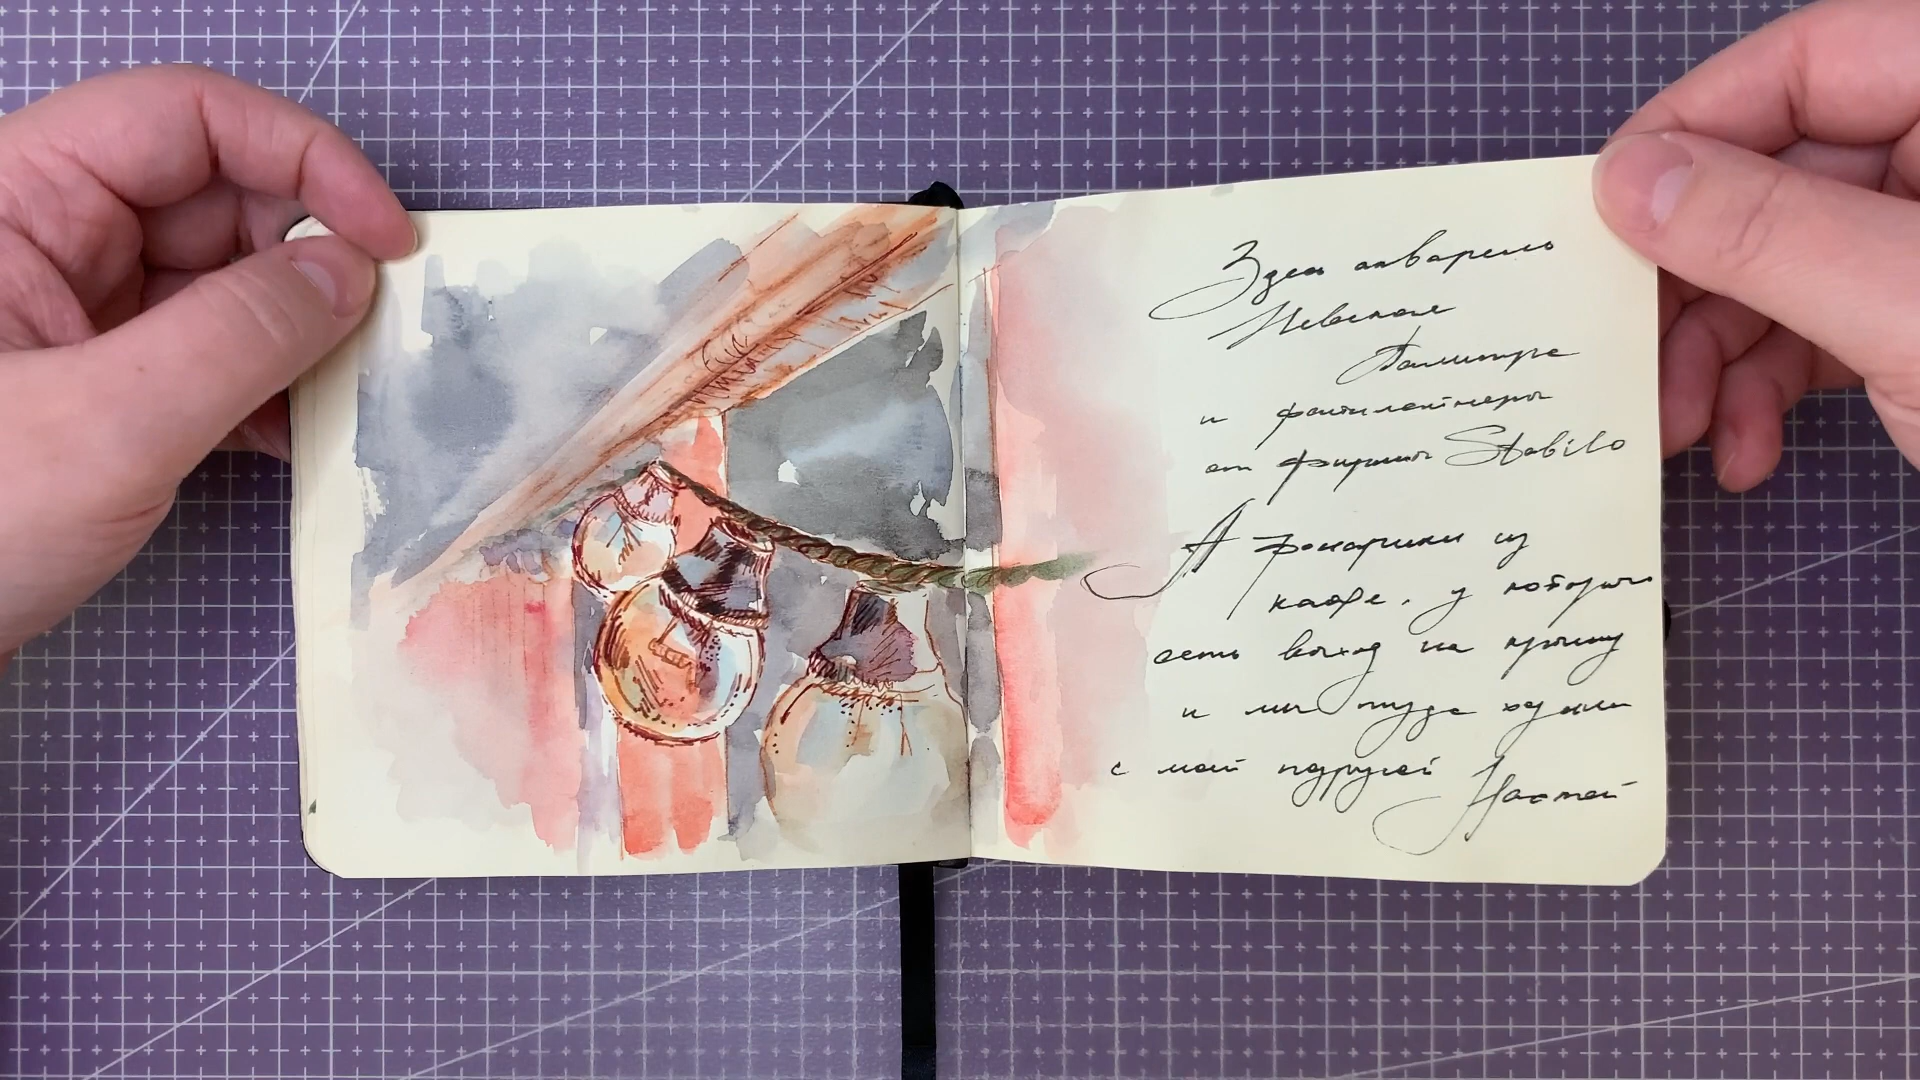 Здесь акварель
Невская
Палитра
и файнлайнеры
от фирмы Stabilo
А фонарики из
кафе, у которых
есть выход на крышу
и мы туда ходили
с моей подругой
Настей